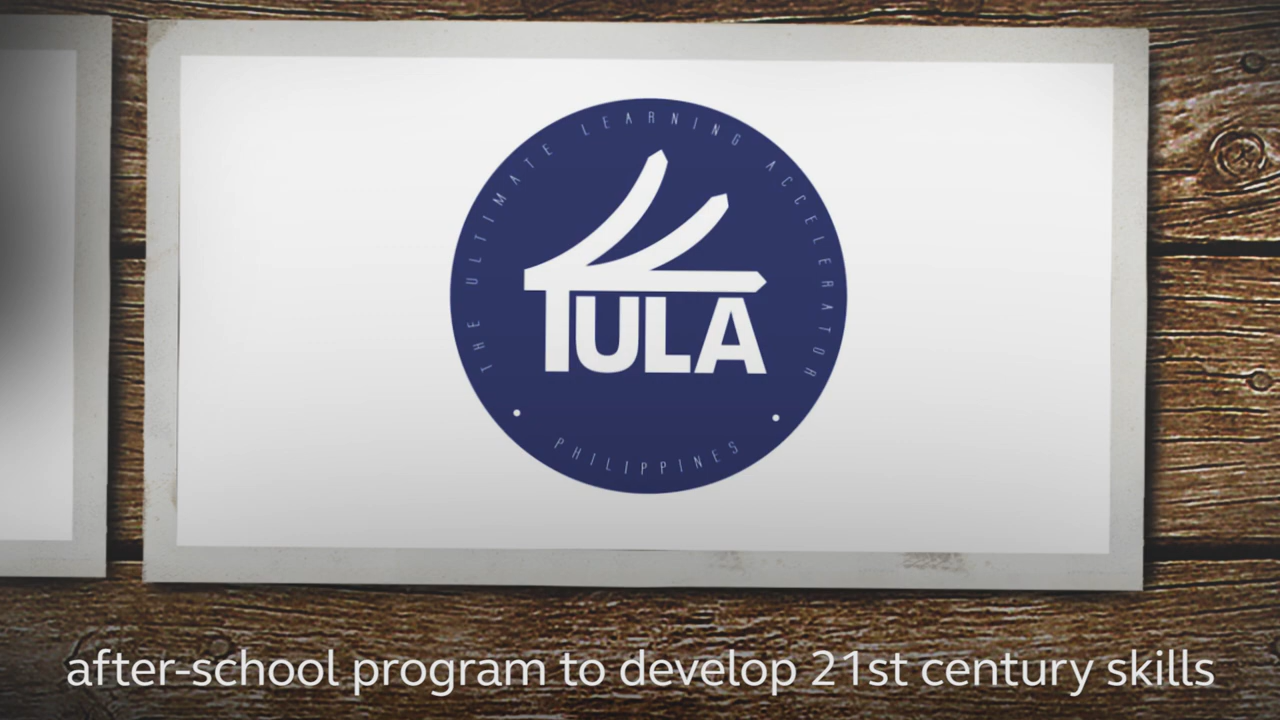 THE ULTIMATE LEARNING ACCELERATOR
TULA
PHILIPPINES
after-school program to develop 21st century skills